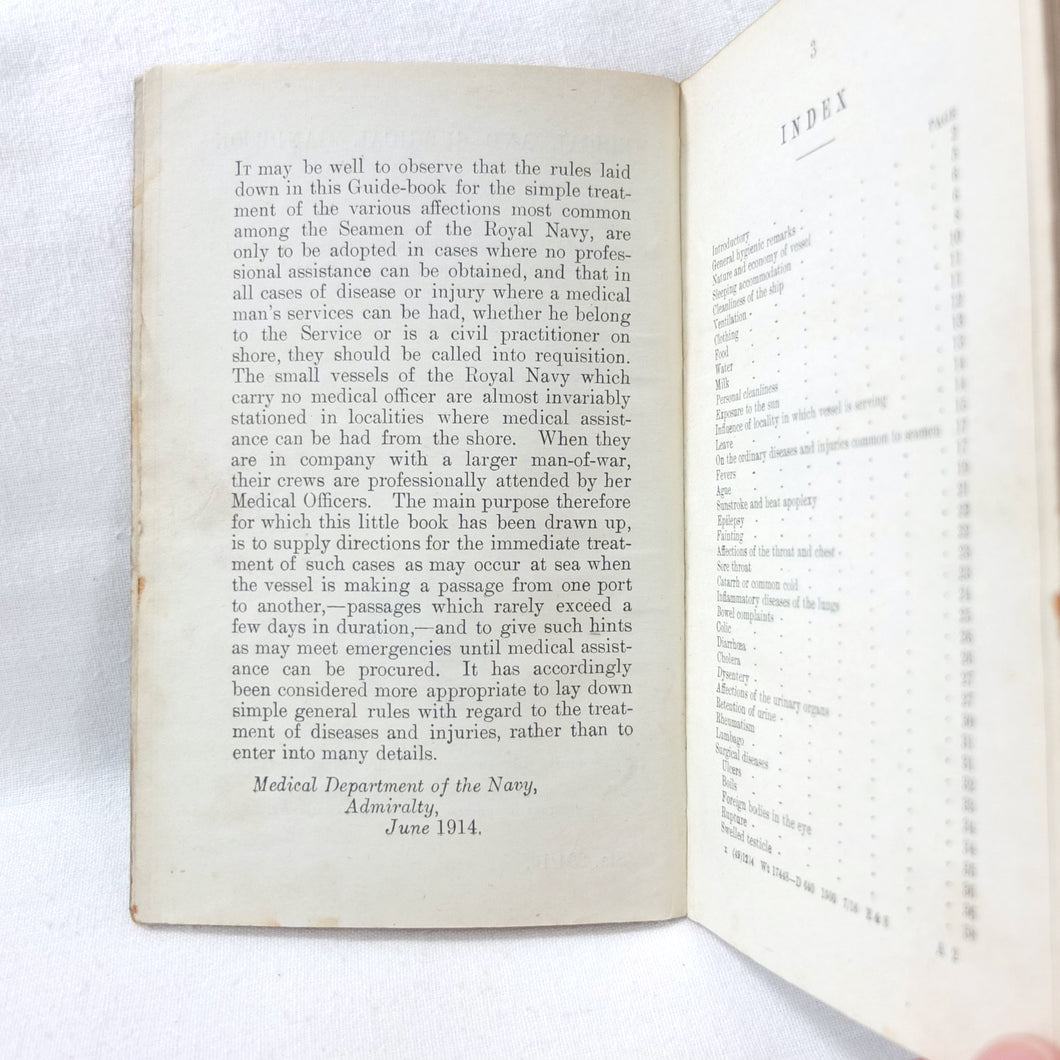 IT may be well to observe that the rules laid
down in this Guide-book for the simple treat-
ment of the various affections most common
among the Seamen of the Royal Navy, are
only to be adopted in cases where no profes-
sional assistance can be obtained, and that in
all cases of disease or injury where a medical
man's services can be had, whether he belong
to the Service or is a civil practitioner on
shore, they should be called into requisition.
The small vessels of the Royal Navy which
carry no medical officer are almost invariably
stationed in localities where medical assist-
ance can be had from the shore. When they
are in company with a larger man-of-war,
their crews are professionally attended by her
Medical Officers. The main purpose therefore
for which this little book has been drawn up,
is to supply directions for the immediate treat-
ment of such cases as may occur at sea when
the vessel is making a passage from one port
to another,—passages which rarely exceed a
few days in duration,—and to give such hints
as may meet emergencies until medical assist-
ance can be procured. It has accordingly
been considered more appropriate to lay down
simple general rules with regard to the treat-
ment of diseases and injuries, rather than to
enter into many details.
Medical Department of the Navy,
Admiralty,
June 1914.
3
INDEX
PAGE
Introductory
General hygienic remarks
Nature and economy of vessel
Sleeping accommodation
Cleanliness of the ship
Ventilation
Clothing
Food
Water
Milk
Personal cleanliness
Exposure to the sun
Influence of locality in which vessel is serving
Leave
On the ordinary diseases and injuries common to seamen
Fevers
Ague
Sunstroke and heat apoplexy
Epilepsy
Fainting
Affections of the throat and chest
Sore throat
Catarrh or common cold
Inflammatory diseases of the lungs
Bowel complaints
Colic
Diarrhœa
Cholera
Dysentery
Affections of the urinary organs
Retention of urine
Rheumatism
Lumbago
Surgical diseases
Ulcers
Boils
Foreign bodies in the eye
Rupture
Swelled testicle
x (49)1214 Wt 17448—D 640 1500 7/16 E & S
A 2